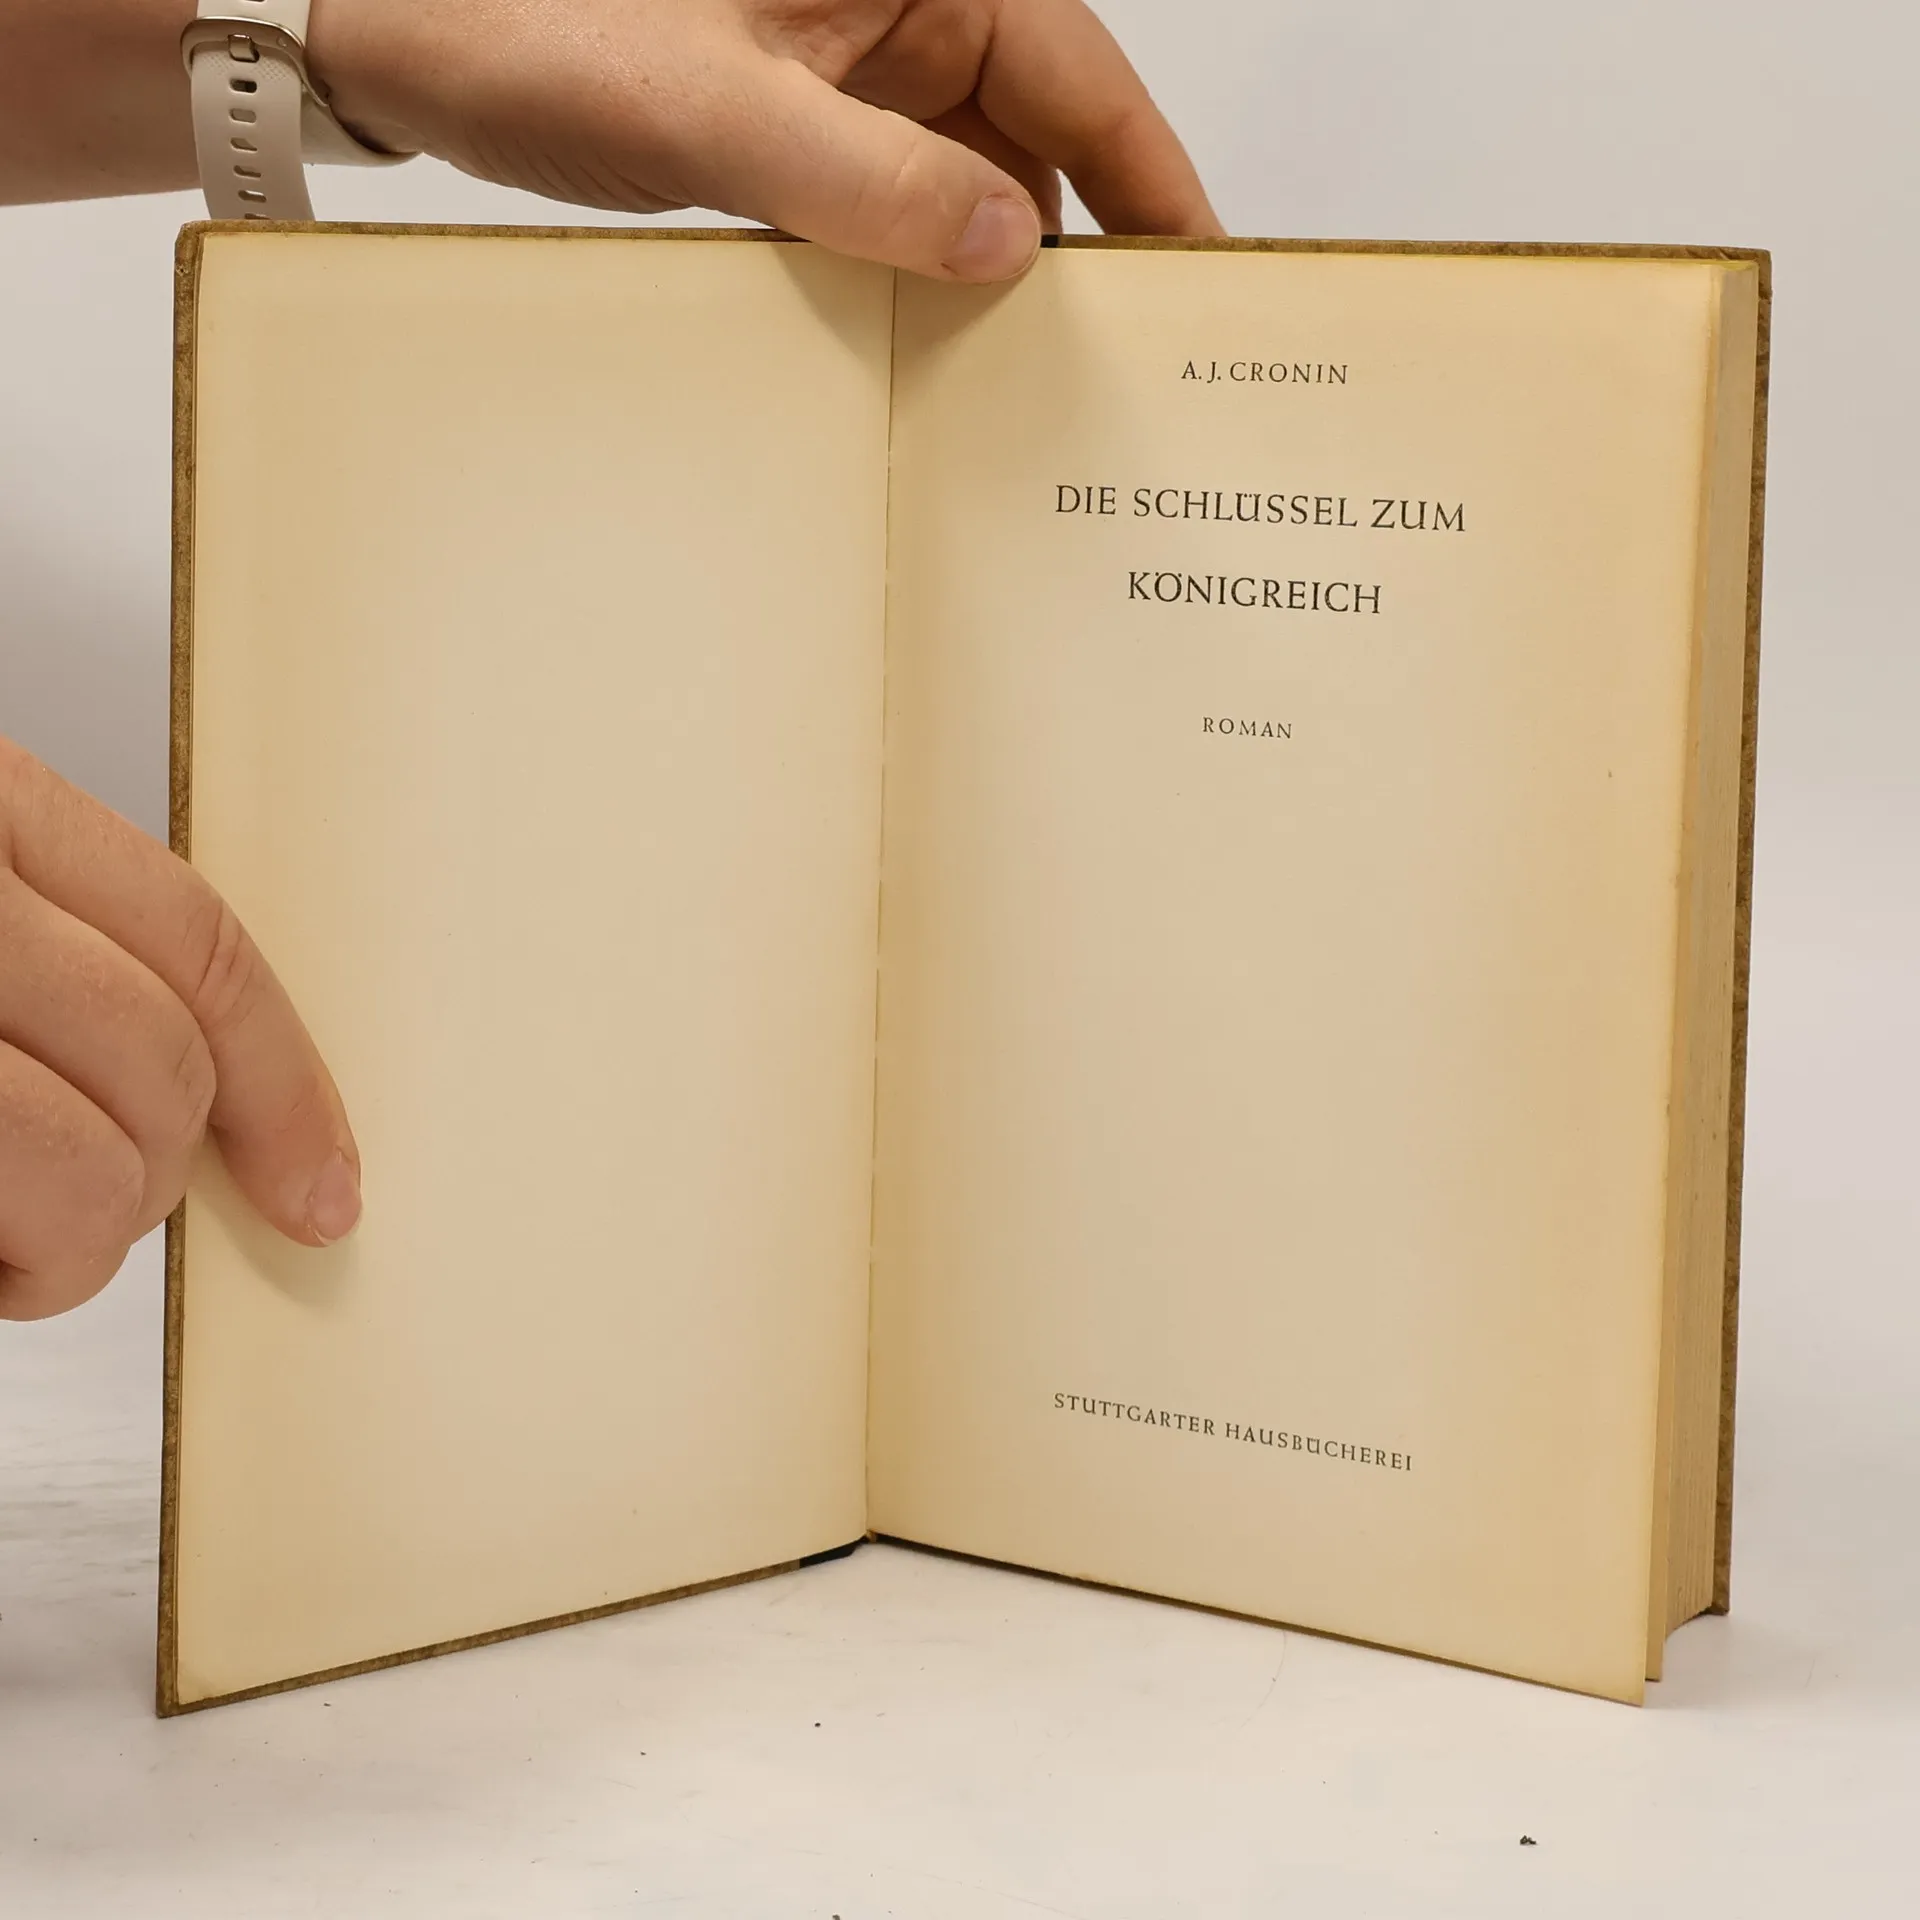 A. J. CRONIN
DIE SCHLÜSSEL ZUM
KÖNIGREICH
ROMAN
STUTTGARTER HAUSBÜCHEREI